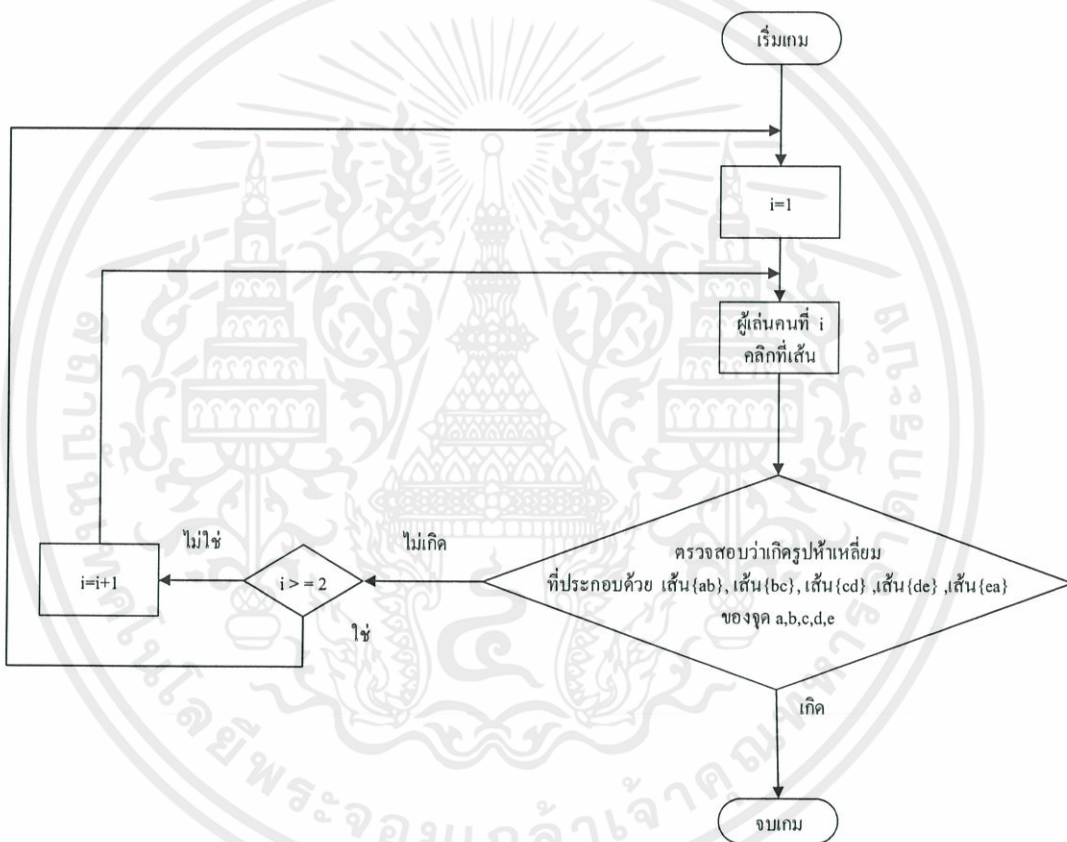 เริ่มเกม
i=1
ผู้เล่นคนที่ i
คลิกที่เส้น
ตรวจสอบว่าเกิดรูปห้าเหลี่ยม
ที่ประกอบด้วย เส้น{ab}, เส้น{bc}, เส้น{cd} ,เส้น{de} ,เส้น{ea}
ของจุด a,b,c,d,e
ไม่เกิด
i > = 2
ไม่ใช่
i=i+1
ใช่
เกิด
จบเกม